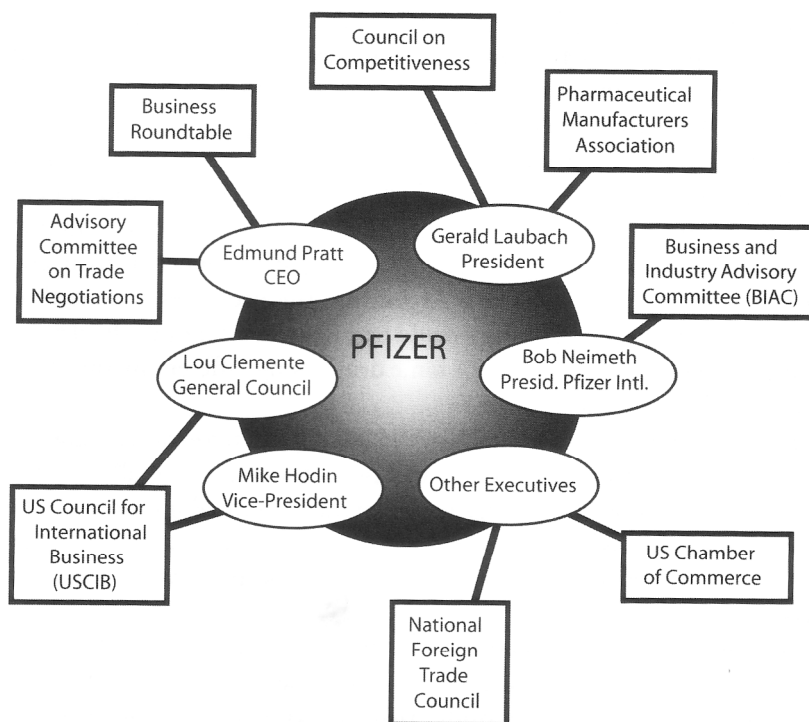 Council on
Competitiveness
Business
Roundtable
Pharmaceutical
Manufacturers
Association
Advisory
Committee
on Trade
Negotiations
Edmund Pratt
CEO
Gerald Laubach
President
Business and
Industry Advisory
Committee (BIAC)
PFIZER
Lou Clemente
General Council
Bob Neimeth
Presid. Pfizer Intl.
Mike Hodin
Vice-President
Other Executives
US Council for
International
Business
(USCIB)
US Chamber
of Commerce
National
Foreign
Trade
Council